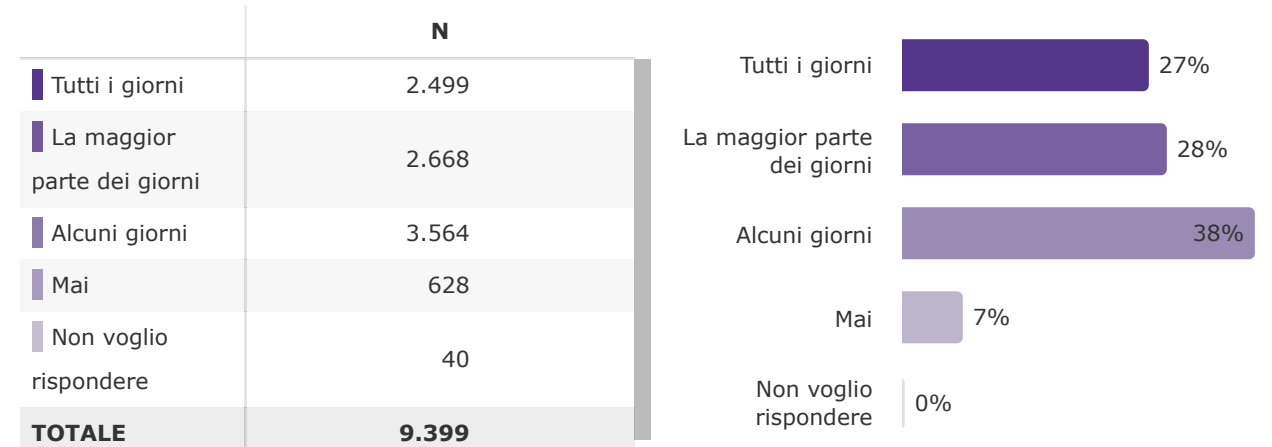 N
Tutti i giorni 2.499
La maggior
parte dei giorni
2.668
Alcuni giorni 3.564
Mai 628
Non voglio
rispondere
40
TOTALE 9.399
Tutti i giorni 27%
La maggior parte
dei giorni
28%
Alcuni giorni 38%
Mai 7%
Non voglio
rispondere
0%